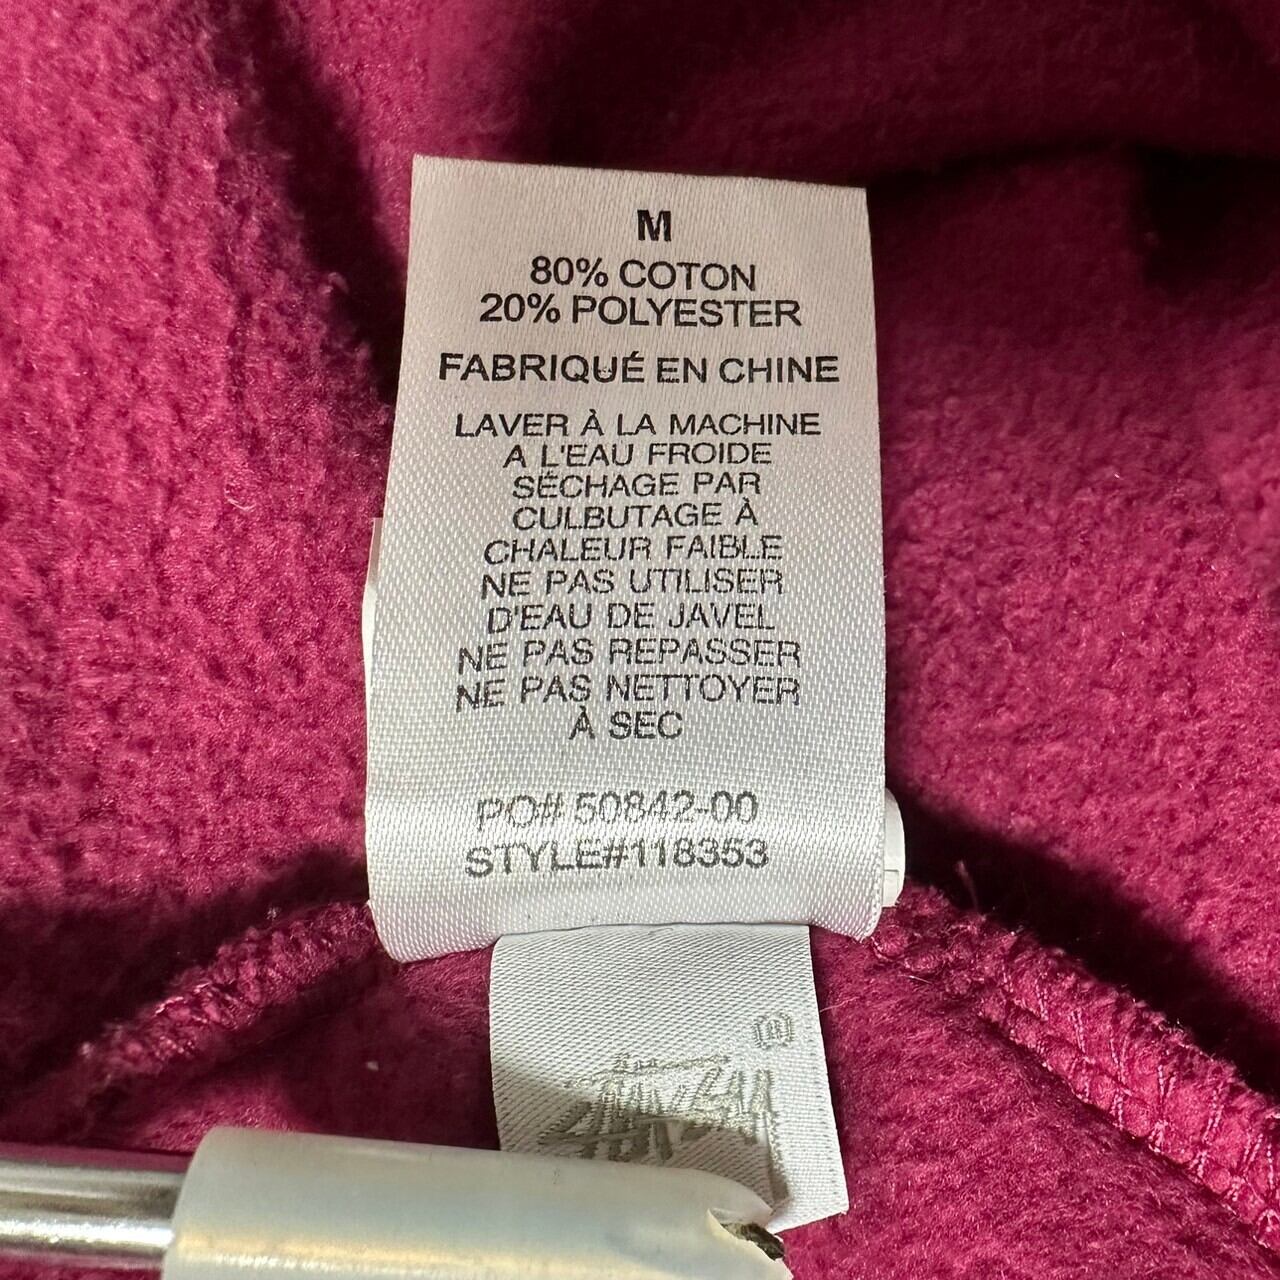 M
80% COTON
20% POLYESTER
FABRIQUÉ EN CHINE
LAVER À LA MACHINE
A L'EAU FROIDE
SÉCHAGE PAR
CULBUTAGE À
CHALEUR FAIBLE
NE PAS UTILISER
D'EAU DE JAVEL
NE PAS REPASSER
NE PAS NETTOYER
À SEC
PO# 50842-00
STYLE#118353
®
Stüssy